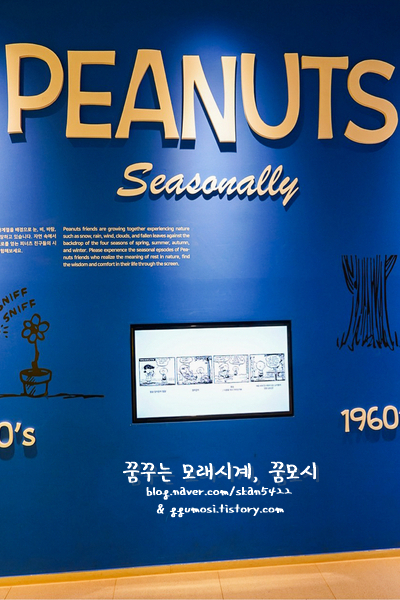 PEANUTS
Seasonally
Peanuts friends are growing together experiencing nature
such as snow, rain, wind, clouds, and fallen leaves against the
backdrop of the four seasons of spring, summer, autumn,
and winter. Please experience the seasonal episodes of Pea-
nuts friends who realize the meaning of rest in nature, find
the wisdom and comfort in their life through the screen.
SNIFF
SNIFF
0's
1960
꿈꾸는 모래시계, 꿈모시
blog.naver.com/skan5422
& ggumosi.tistory.com